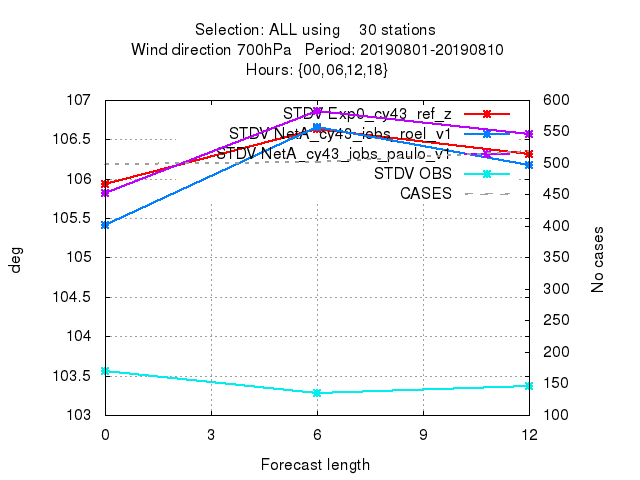 Selection: ALL using 30 stations
Wind direction 700hPa Period: 20190801-20190810
Hours: {00,06,12,18}
107
106.5
106
105.5
105
104.5
104
103.5
103
600
550
500
450
400
350
300
250
200
150
100
STDV Exp0_cy43_ref_z
STDV NetA_cy43_jobs_roel_v1
STDV NetA_cy43_jobs_paulo_v1
STDV OBS
CASES
deg
No cases
0 3 6 9 12
Forecast length